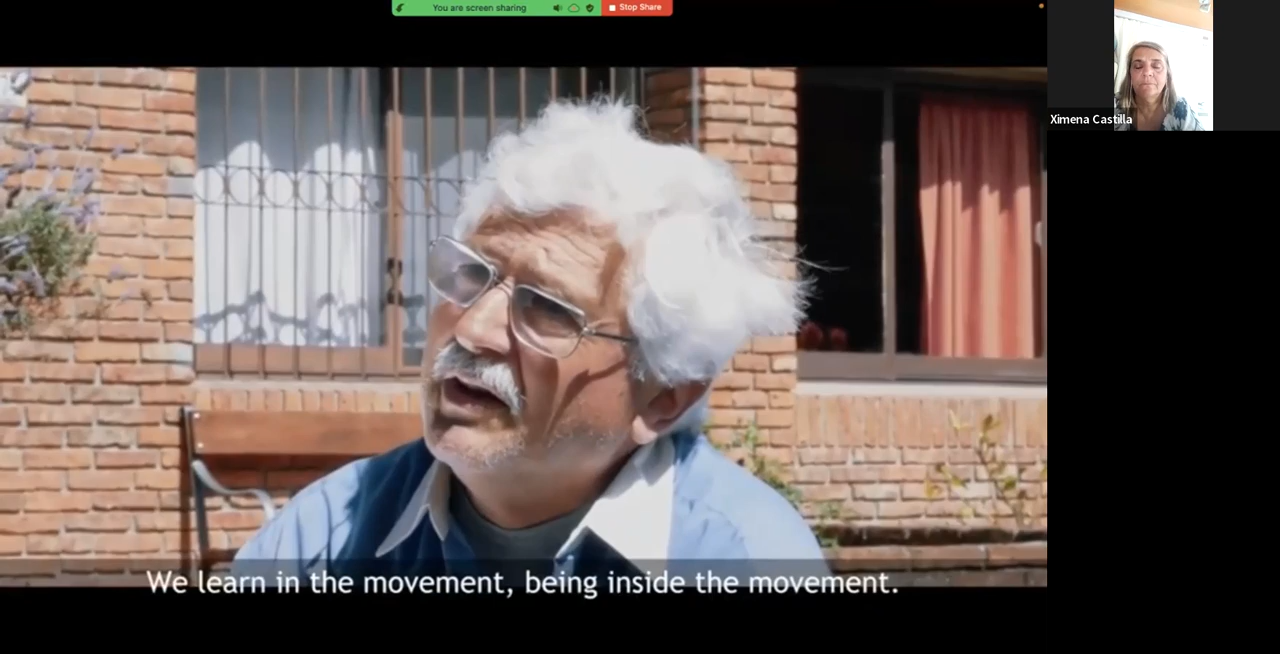 You are screen sharing
Stop Share
Ximena Castilla
We learn in the movement, being inside the movement.